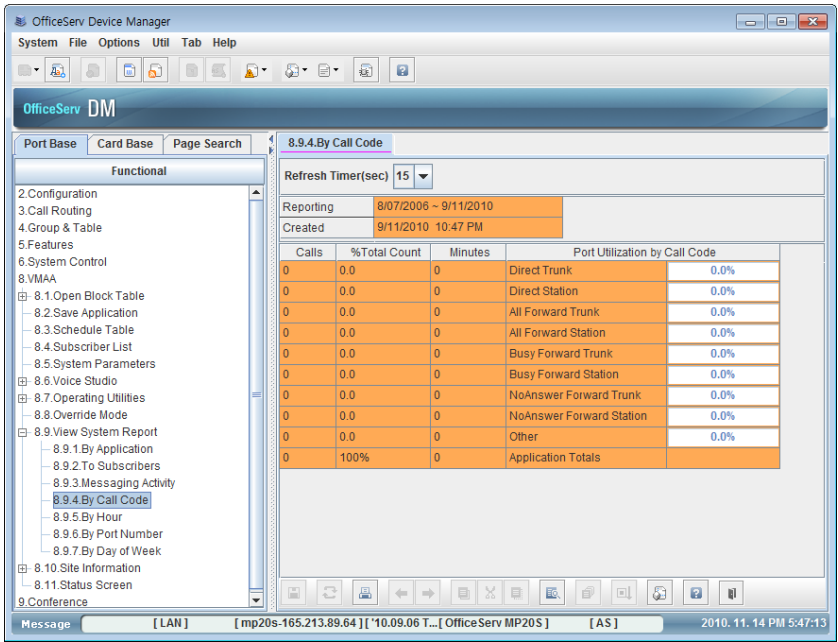 OfficeServ Device Manager
System File Options Util Tab Help
OfficeServ DM
Port Base Card Base Page Search
Functional
2.Configuration
3.Call Routing
4.Group & Table
5.Features
6.System Control
8.VMAA
8.1.Open Block Table
8.2.Save Application
8.3.Schedule Table
8.4.Subscriber List
8.5.System Parameters
8.6.Voice Studio
8.7.Operating Utilities
8.8.Override Mode
8.9.View System Report
8.9.1.By Application
8.9.2.To Subscribers
8.9.3.Messaging Activity
8.9.4.By Call Code
8.9.5.By Hour
8.9.6.By Port Number
8.9.7.By Day of Week
8.10.Site Information
8.11.Status Screen
9.Conference
8.9.4.By Call Code
Refresh Timer(sec) 15
Reporting 8/07/2006 ~ 9/11/2010
Created 9/11/2010 10:47 PM
Calls %Total Count Minutes Port Utilization by Call Code
0 0.0 0 Direct Trunk 0.0%
0 0.0 0 Direct Station 0.0%
0 0.0 0 All Forward Trunk 0.0%
0 0.0 0 All Forward Station 0.0%
0 0.0 0 Busy Forward Trunk 0.0%
0 0.0 0 Busy Forward Station 0.0%
0 0.0 0 NoAnswer Forward Trunk 0.0%
0 0.0 0 NoAnswer Forward Station 0.0%
0 0.0 0 Other 0.0%
0 100% 0 Application Totals
Message [ LAN ] [ mp20s-165.213.89.64 ] [ '10.09.06 T...[ OfficeServ MP20S ] [ AS ] 2010. 11. 14 PM 5:47:13